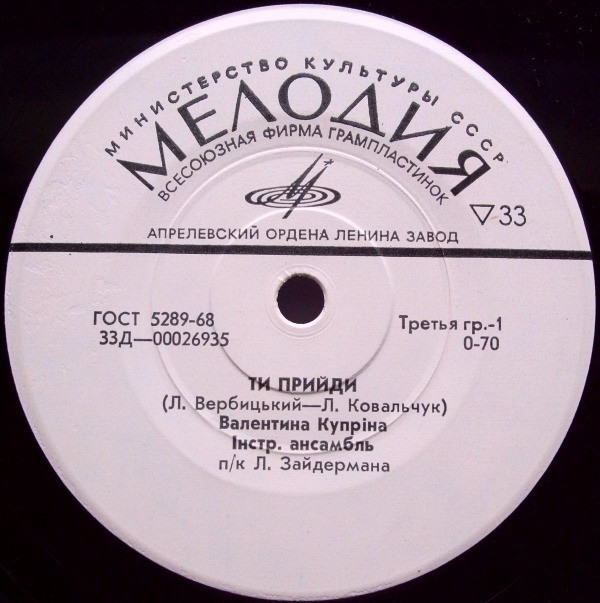 МИНИСТЕРСТВО КУЛЬТУРЫ СССР
МЕЛОДИЯ
ВСЕСОЮЗНАЯ ФИРМА ГРАМПЛАСТИНОК
▽33
АПРЕЛЕВСКИЙ ОРДЕНА ЛЕНИНА ЗАВОД
ГОСТ 5289-68
33Д—00026935
Третья гр.-1
0-70
ТИ ПРИЙДИ
(Л. Вербицький—Л. Ковальчук)
Валентина Купріна
Інстр. ансамбль
п/к Л. Зайдермана